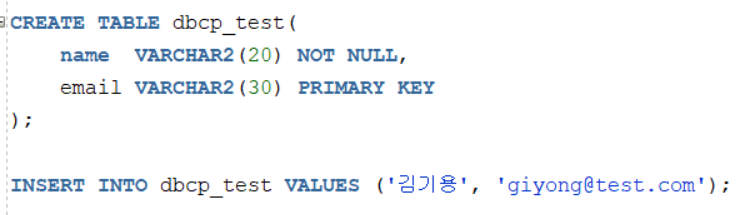 CREATE TABLE dbcp_test(
name VARCHAR2(20) NOT NULL,
email VARCHAR2(30) PRIMARY KEY
);
INSERT INTO dbcp_test VALUES ('김기용', 'giyong@test.com');